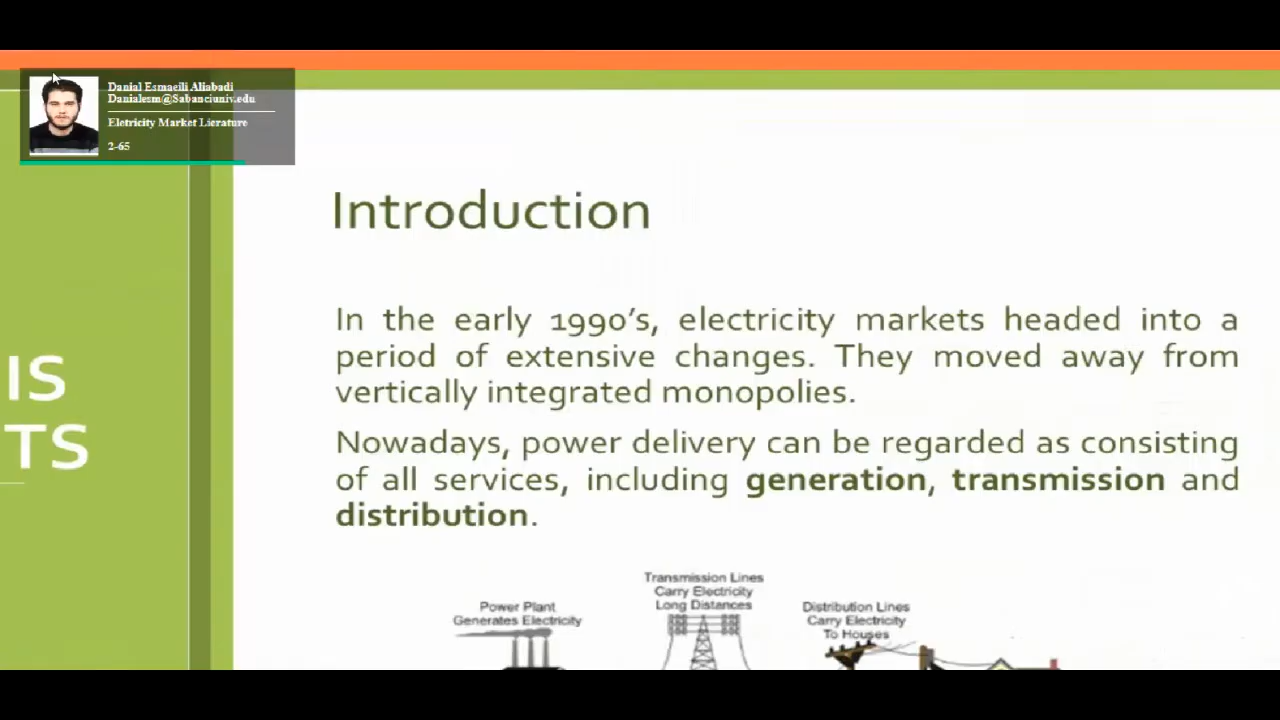 Danial Esmaeili Aliabadi
Danialesm@Sabanciuniv.edu
Eletricity Market Lierature
2-65
IS
TS
Introduction
In the early 1990's, electricity markets headed into a
period of extensive changes. They moved away from
vertically integrated monopolies.
Nowadays, power delivery can be regarded as consisting
of all services, including generation, transmission and
distribution.
Transmission Lines
Carry Electricity
Long Distances
Power Plant
Generates Electricity
Distribution Lines
Carry Electricity
To Houses